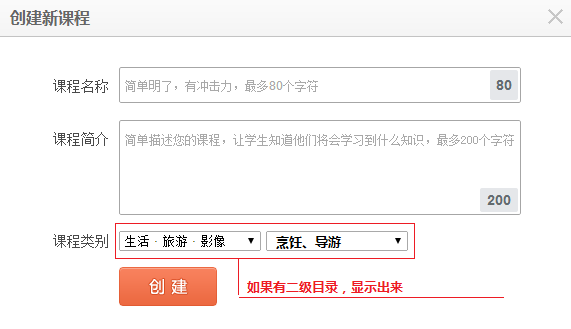 创建新课程
课程名称 简单明了，有冲击力，最多80个字符 80
课程简介 简单描述您的课程，让学生知道他们将会学习到什么知识，最多200个字符
200
课程类别 生活 · 旅游 · 影像 烹饪、导游
创 建
如果有二级目录，显示出来